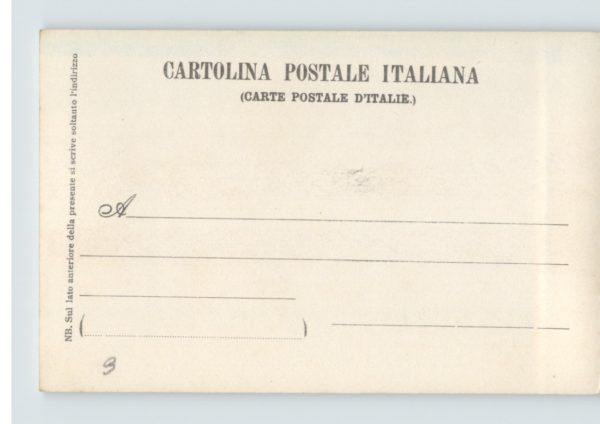 CARTOLINA POSTALE ITALIANA
(CARTE POSTALE D'ITALIE.)
NB. Sul lato anteriore della presente si scrive soltanto l'indirizzo
A
( )
3